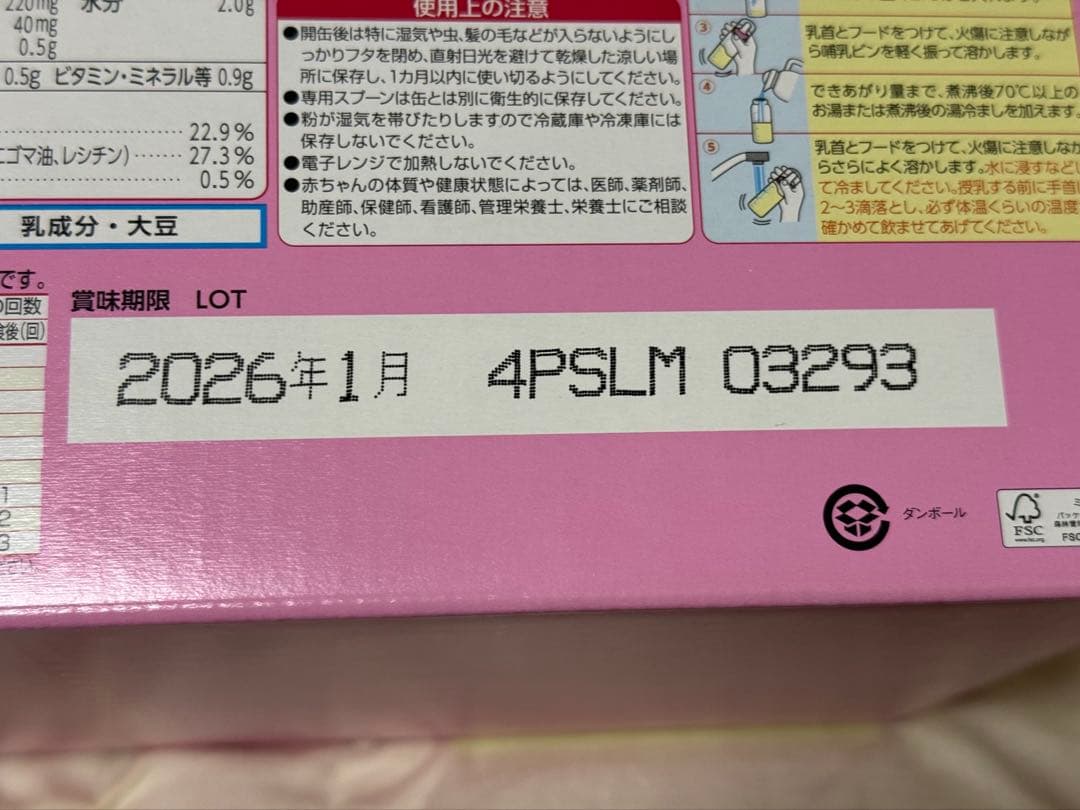 220mg 水分 2.0g
40mg
0.5g
0.5g ビタミン・ミネラル等 0.9g
22.9%
エゴマ油、レシチン) 27.3%
0.5%
乳成分・大豆
使用上の注意
●開缶後は特に湿気や虫、髪の毛などが入らないようにし
っかりフタを閉め、直射日光を避けて乾燥した涼しい場
所に保存し、1カ月以内に使い切るようにしてください。
●専用スプーンは缶とは別に衛生的に保存してください。
●粉が湿気を帯びたりしますので冷蔵庫や冷凍庫には
保存しないでください。
●電子レンジで加熱しないでください。
●赤ちゃんの体質や健康状態によっては、医師、薬剤師、
助産師、保健師、看護師、管理栄養士、栄養士にご相談
ください。
③ 乳首とフードをつけて、火傷に注意しなが
ら哺乳ビンを軽く振って溶かします。
④ できあがり量まで、煮沸後70℃以上の
お湯または煮沸後の湯冷ましを加えます。
⑤ 乳首とフードをつけて、火傷に注意しなが
らさらによく溶かします。水に浸すなどし
て冷ましてください。授乳する前に手首
2～3滴落とし、必ず体温くらいの温度
確かめて飲ませてあげてください。
です。
の回数
後(回)
1
2
3
賞味期限 LOT
2026年1月 4PSLM 03293
ダンボール
FSC
www.fsc.org
FSC